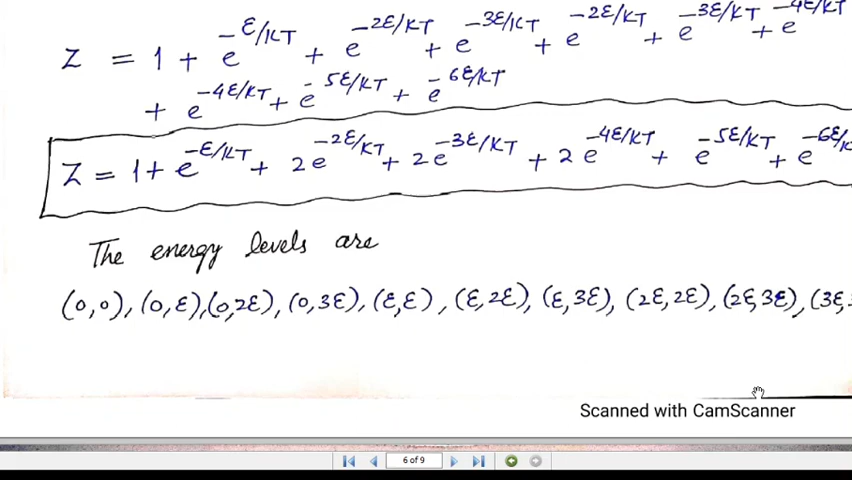 Z = 1 + e^{-ε/KT} + e^{-2ε/KT} + e^{-3ε/KT} + e^{-2ε/KT} + e^{-3ε/KT} + e^{-4ε/KT}
+ e^{-4ε/KT} + e^{-5ε/KT} + e^{-6ε/KT}
Z = 1 + e^{-ε/KT} + 2e^{-2ε/KT} + 2e^{-3ε/KT} + 2e^{-4ε/KT} + e^{-5ε/KT} + e^{-6ε/K
The energy levels are
(0,0), (0,ε), (0,2ε), (0,3ε), (ε,ε), (ε,2ε), (ε,3ε), (2ε,2ε), (2ε,3ε), (3ε,
Scanned with CamScanner
6 of 9